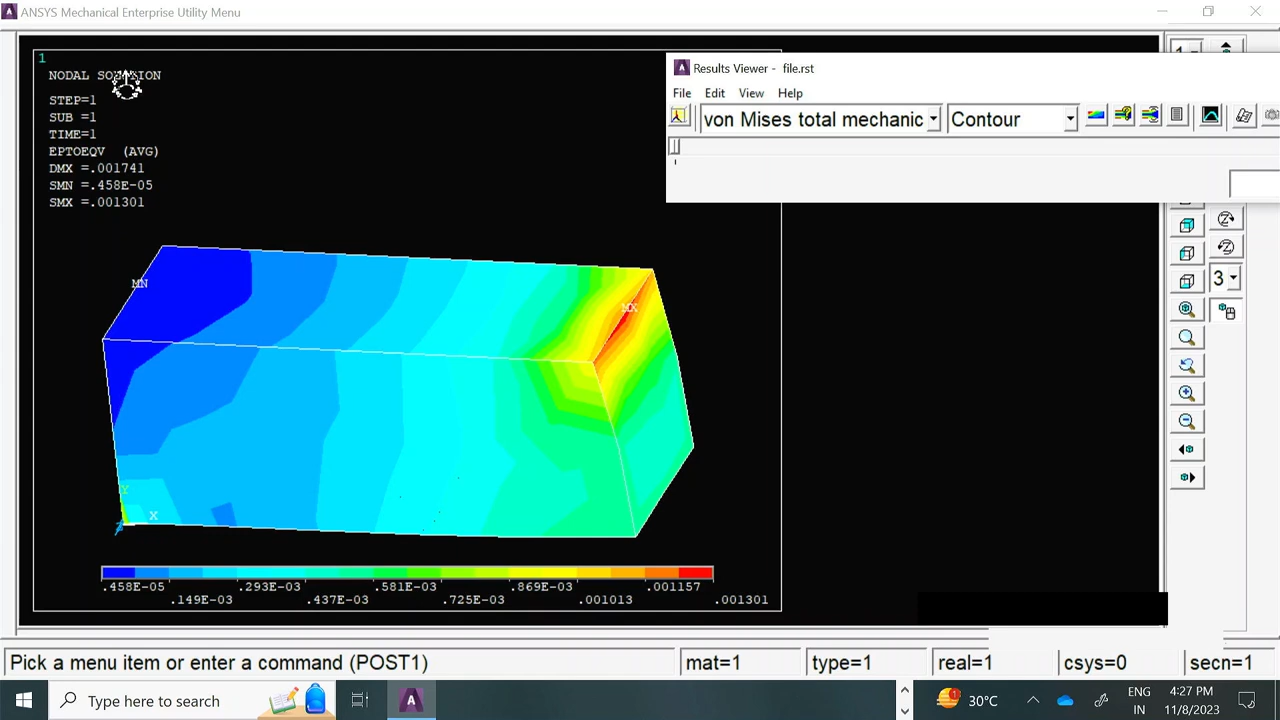 ANSYS Mechanical Enterprise Utility Menu
1
NODAL SOLUTION
STEP=1
SUB =1
TIME=1
EPTOEQV (AVG)
DMX =.001741
SMN =.458E-05
SMX =.001301
Results Viewer - file.rst
File Edit View Help
von Mises total mechanic Contour
1
MN
MX
3
Y
X
Z
.458E-05 .293E-03 .581E-03 .869E-03 .001157
.149E-03 .437E-03 .725E-03 .001013 .001301
Pick a menu item or enter a command (POST1) mat=1 type=1 real=1 csys=0 secn=1
Type here to search
1 30°C
ENG 4:27 PM
IN 11/8/2023